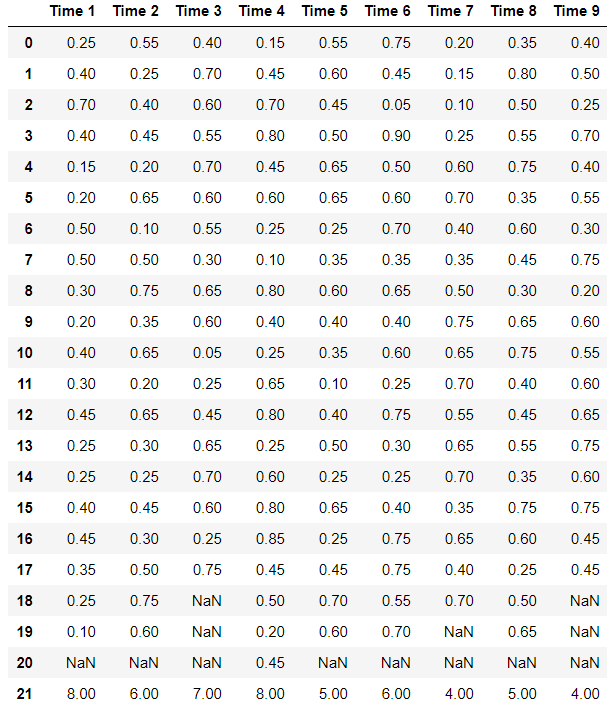 Time 1 Time 2 Time 3 Time 4 Time 5 Time 6 Time 7 Time 8 Time 9
0 0.25 0.55 0.40 0.15 0.55 0.75 0.20 0.35 0.40
1 0.40 0.25 0.70 0.45 0.60 0.45 0.15 0.80 0.50
2 0.70 0.40 0.60 0.70 0.45 0.05 0.10 0.50 0.25
3 0.40 0.45 0.55 0.80 0.50 0.90 0.25 0.55 0.70
4 0.15 0.20 0.70 0.45 0.65 0.50 0.60 0.75 0.40
5 0.20 0.65 0.60 0.60 0.65 0.60 0.70 0.35 0.55
6 0.50 0.10 0.55 0.25 0.25 0.70 0.40 0.60 0.30
7 0.50 0.50 0.30 0.10 0.35 0.35 0.35 0.45 0.75
8 0.30 0.75 0.65 0.80 0.60 0.65 0.50 0.30 0.20
9 0.20 0.35 0.60 0.40 0.40 0.40 0.75 0.65 0.60
10 0.40 0.65 0.05 0.25 0.35 0.60 0.65 0.75 0.55
11 0.30 0.20 0.25 0.65 0.10 0.25 0.70 0.40 0.60
12 0.45 0.65 0.45 0.80 0.40 0.75 0.55 0.45 0.65
13 0.25 0.30 0.65 0.25 0.50 0.30 0.65 0.55 0.75
14 0.25 0.25 0.70 0.60 0.25 0.25 0.70 0.35 0.60
15 0.40 0.45 0.60 0.80 0.65 0.40 0.35 0.75 0.75
16 0.45 0.30 0.25 0.85 0.25 0.75 0.65 0.60 0.45
17 0.35 0.50 0.75 0.45 0.45 0.75 0.40 0.25 0.45
18 0.25 0.75 NaN 0.50 0.70 0.55 0.70 0.50 NaN
19 0.10 0.60 NaN 0.20 0.60 0.70 NaN 0.65 NaN
20 NaN NaN NaN 0.45 NaN NaN NaN NaN NaN
21 8.00 6.00 7.00 8.00 5.00 6.00 4.00 5.00 4.00